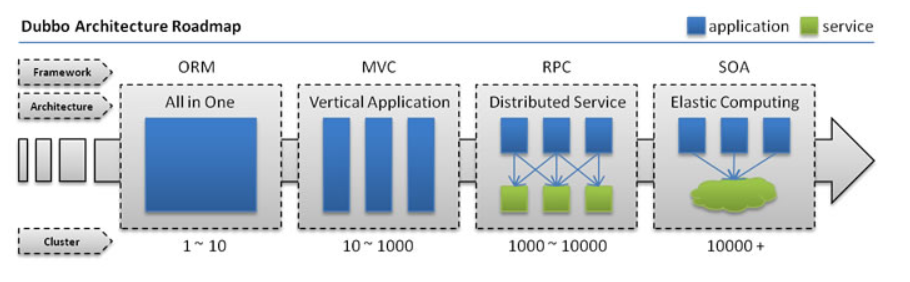 Dubbo Architecture Roadmap
application
service
Framework
ORM
MVC
RPC
SOA
Architecture
All in One
Vertical Application
Distributed Service
Elastic Computing
Cluster
1 ~ 10
10 ~ 1000
1000 ~ 10000
10000 +